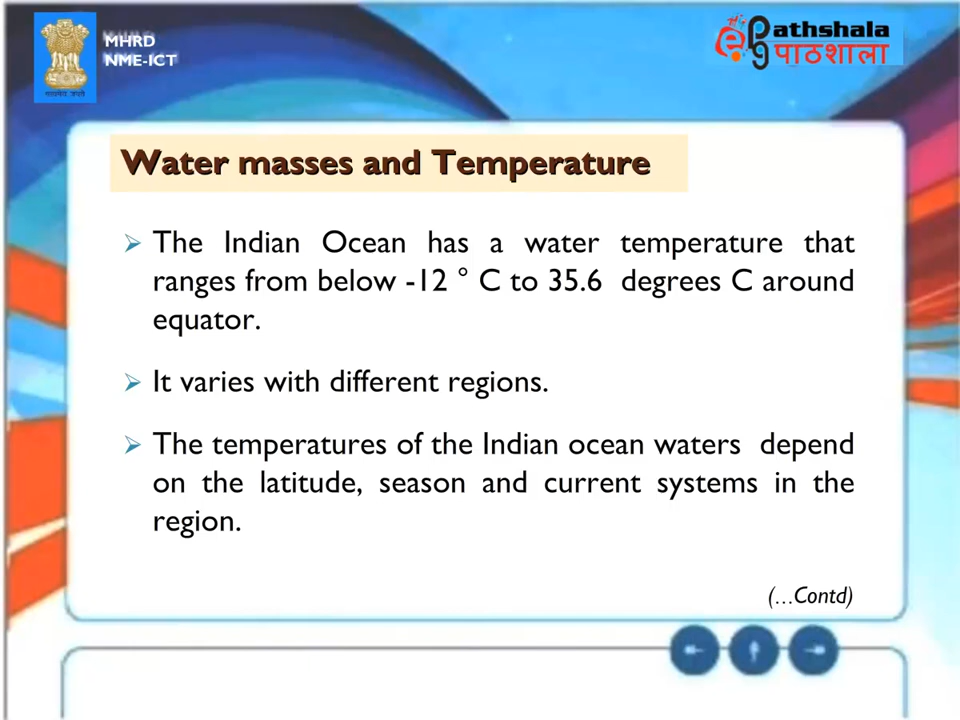 MHRD
NME-ICT
epg
athshala
पाठशाला
Water masses and Temperature
The Indian Ocean has a water temperature that
ranges from below -12 ° C to 35.6 degrees C around
equator.
It varies with different regions.
The temperatures of the Indian ocean waters depend
on the latitude, season and current systems in the
region.
(...Contd)